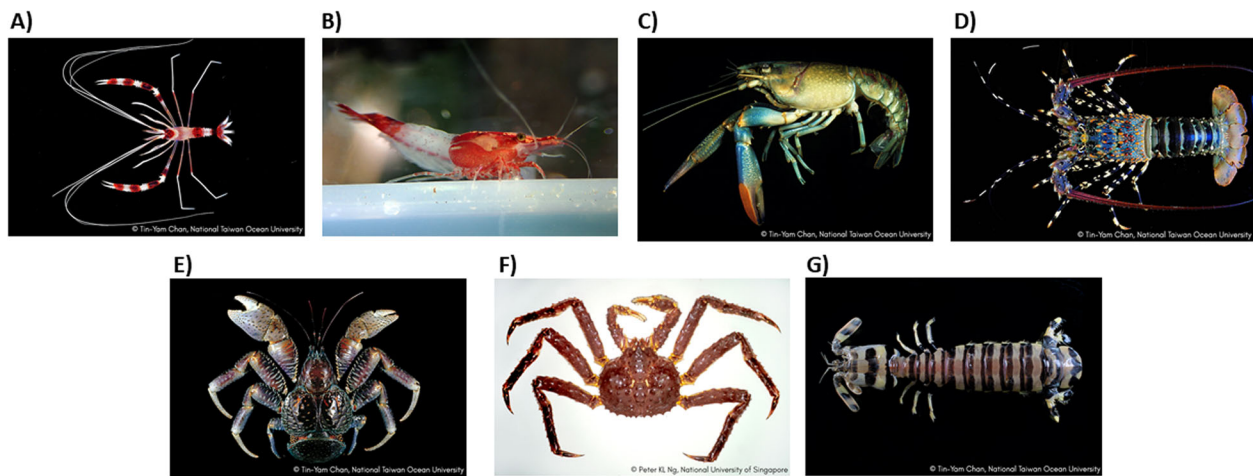 A)
B)
C)
D)
© Tin-Yam Chan, National Taiwan Ocean University
© Tin-Yam Chan, National Taiwan Ocean University
© Tin-Yam Chan, National Taiwan Ocean University
E)
F)
G)
© Tin-Yam Chan, National Taiwan Ocean University
© Peter KL Ng, National University of Singapore
© Tin-Yam Chan, National Taiwan Ocean University